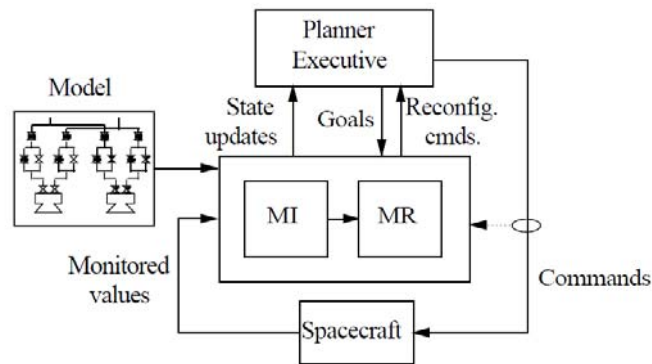 Planner
Executive
Model
State
updates
Goals
Reconfig.
cmds.
MI
MR
Monitored
values
Commands
Spacecraft